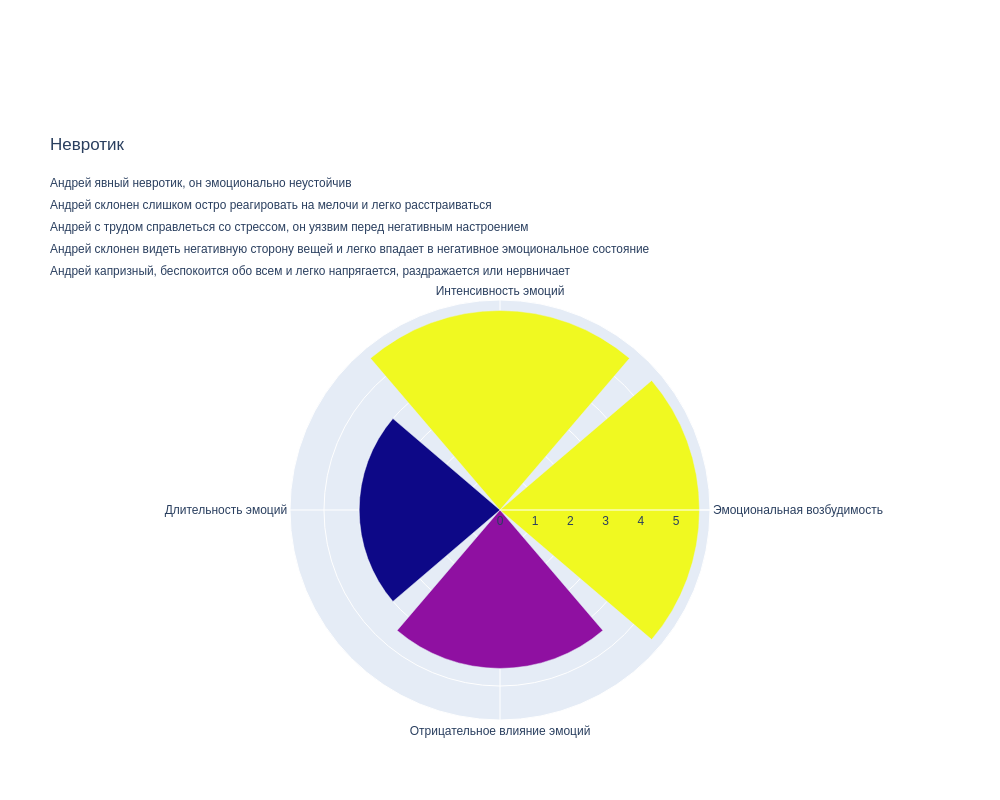 Невротик
Андрей явный невротик, он эмоционально неустойчив
Андрей склонен слишком остро реагировать на мелочи и легко расстраиваться
Андрей с трудом справлеться со стрессом, он уязвим перед негативным настроением
Андрей склонен видеть негативную сторону вещей и легко впадает в негативное эмоциональное состояние
Андрей капризный, беспокоится обо всем и легко напрягается, раздражается или нервничает
Интенсивность эмоций
Длительность эмоций
Эмоциональная возбудимость
0 1 2 3 4 5
Отрицательное влияние эмоций